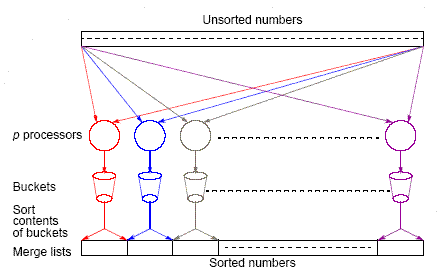 Unsorted numbers
p processors
Buckets
Sort
contents
of buckets
Merge lists
Sorted numbers